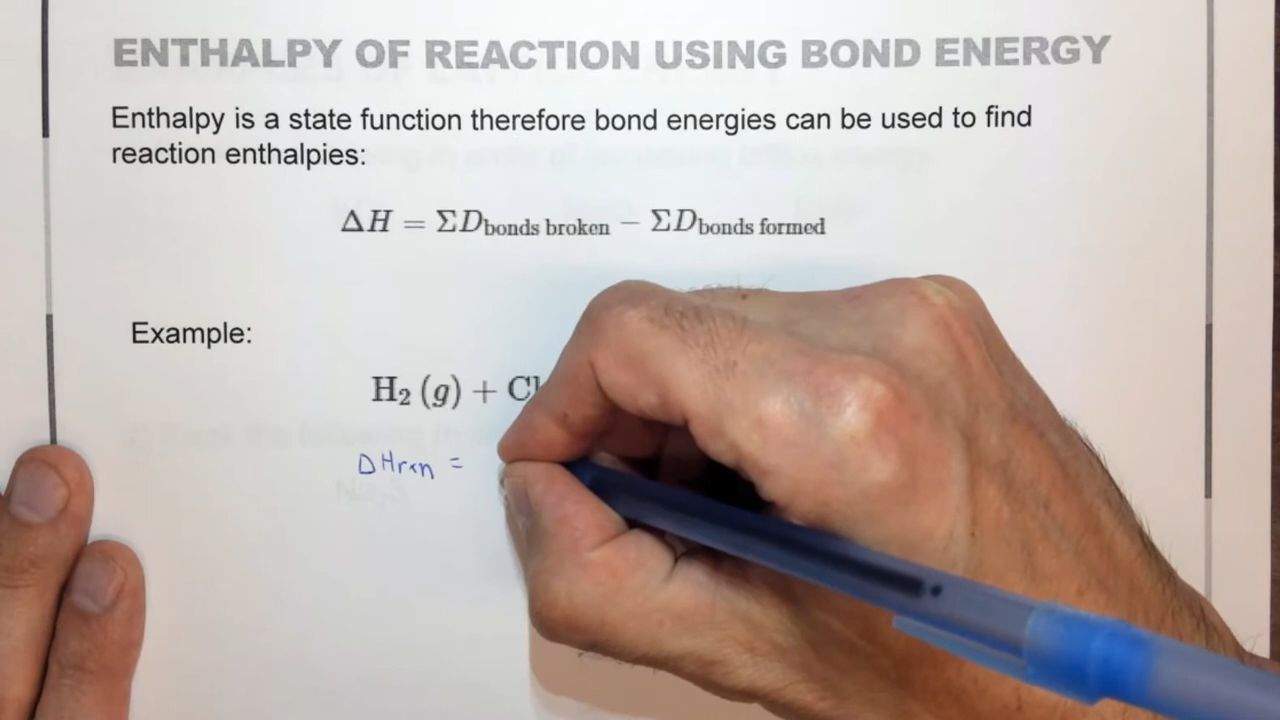 ENTHALPY OF REACTION USING BOND ENERGY
Enthalpy is a state function therefore bond energies can be used to find
reaction enthalpies:
ΔH = ΣD_bonds broken − ΣD_bonds formed
Example:
H₂ (g) + Cl
ΔHrxn =